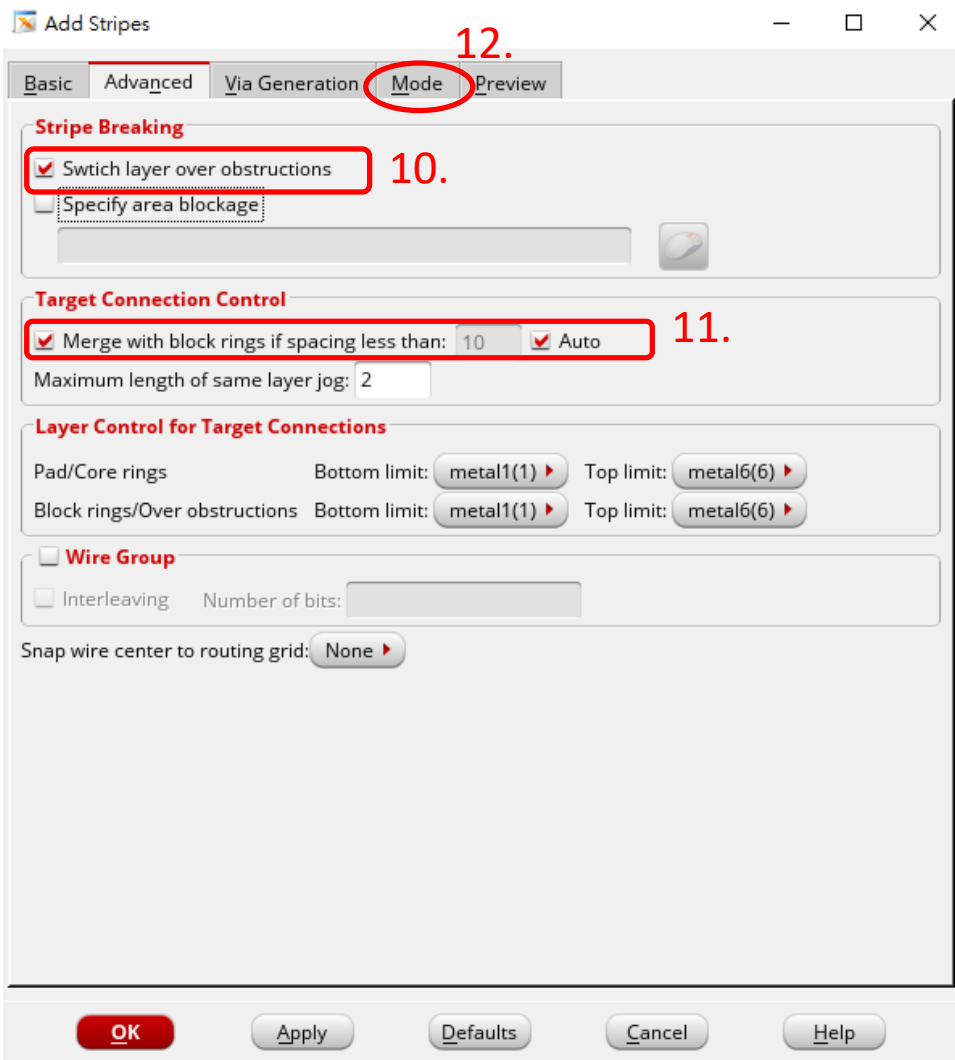 Add Stripes
12.
Basic Advanced Via Generation Mode Preview
Stripe Breaking
Swtich layer over obstructions 10.
Specify area blockage
Target Connection Control
Merge with block rings if spacing less than: 10 Auto 11.
Maximum length of same layer jog: 2
Layer Control for Target Connections
Pad/Core rings Bottom limit: metal1(1) Top limit: metal6(6)
Block rings/Over obstructions Bottom limit: metal1(1) Top limit: metal6(6)
Wire Group
Interleaving Number of bits:
Snap wire center to routing grid: None
OK Apply Defaults Cancel Help